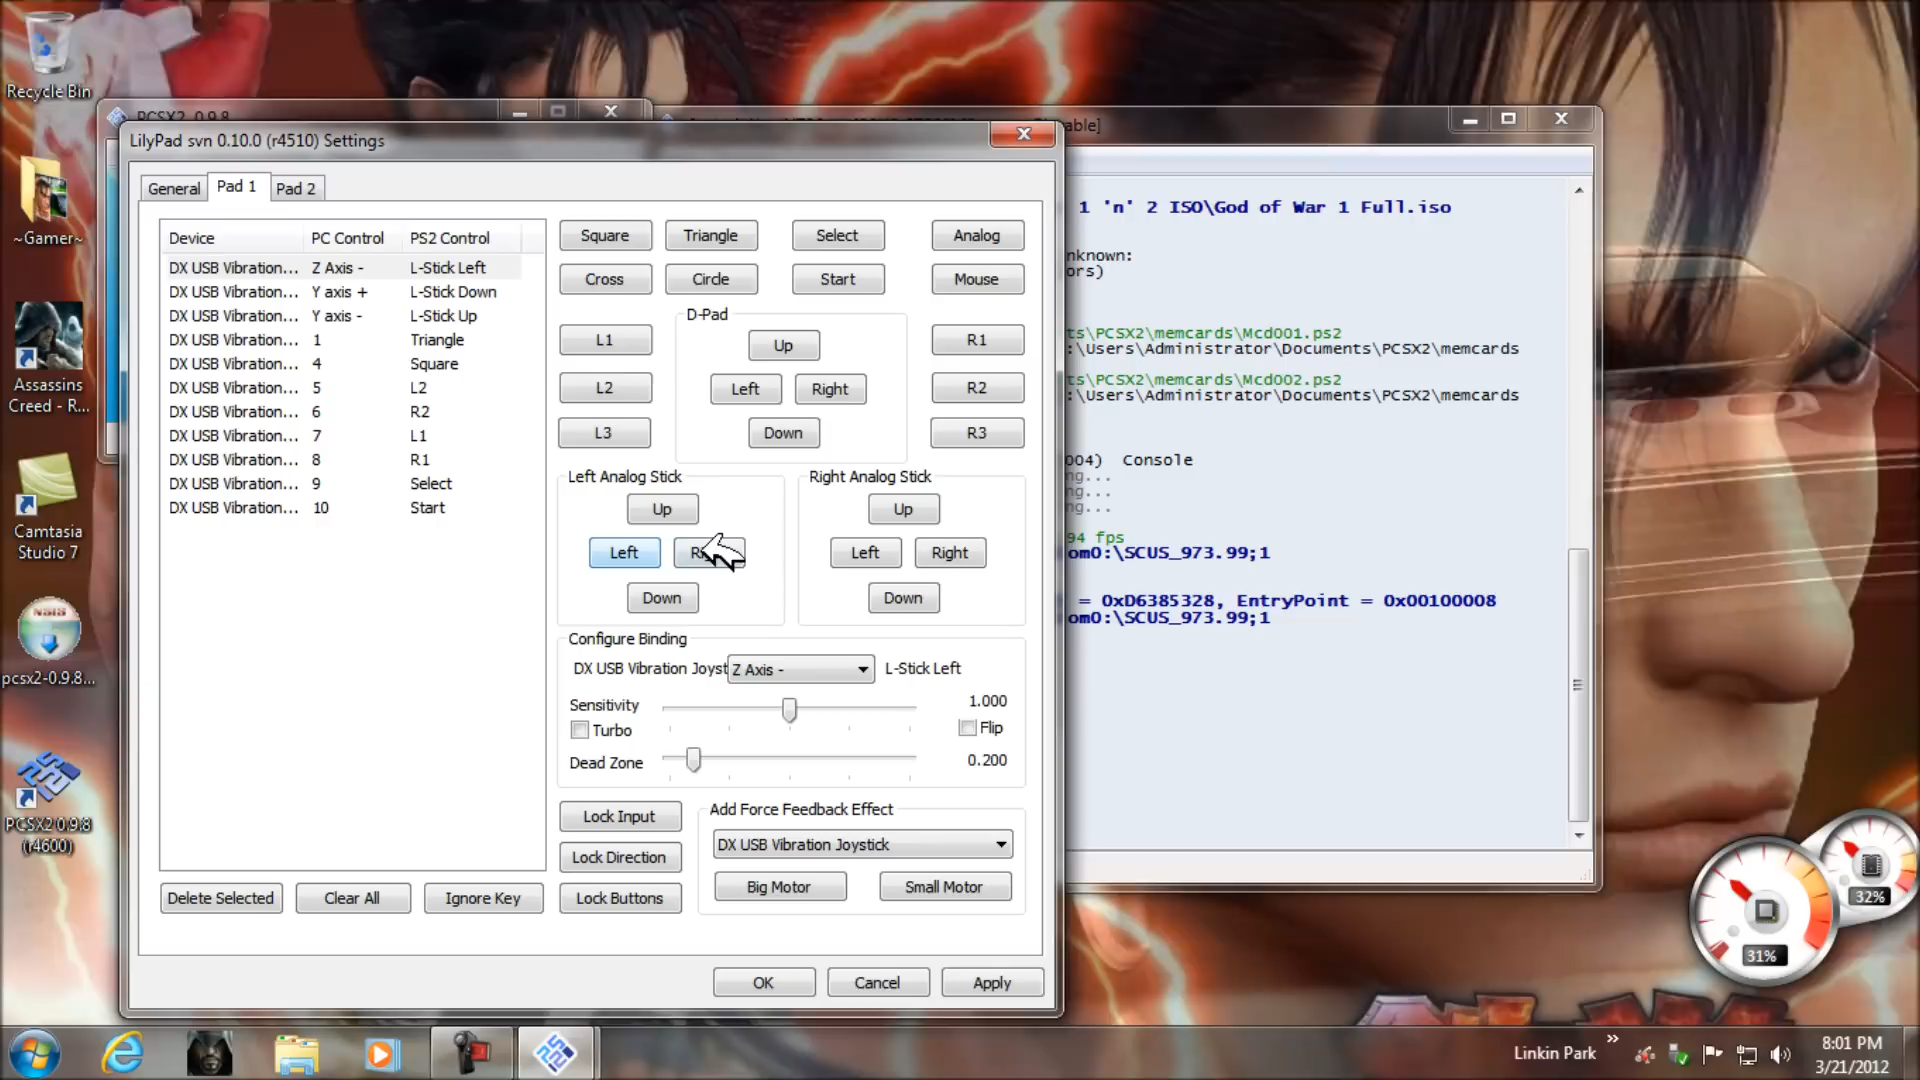 Recycle Bin
~Gamer~
Assassins
Creed - R...
Camtasia
Studio 7
NSIS
pcsx2-0.9.8...
PCSX2 0.9.8
(r4600)
PCSX2 0.9.8
LilyPad svn 0.10.0 (r4510) Settings
General
Pad 1
Pad 2
Device PC Control PS2 Control
DX USB Vibration... Z Axis - L-Stick Left
DX USB Vibration... Y axis + L-Stick Down
DX USB Vibration... Y axis - L-Stick Up
DX USB Vibration... 1 Triangle
DX USB Vibration... 4 Square
DX USB Vibration... 5 L2
DX USB Vibration... 6 R2
DX USB Vibration... 7 L1
DX USB Vibration... 8 R1
DX USB Vibration... 9 Select
DX USB Vibration... 10 Start
Delete Selected
Clear All
Ignore Key
Square
Triangle
Select
Analog
Cross
Circle
Start
Mouse
D-Pad
L1
Up
R1
L2
Left
Right
R2
L3
Down
R3
Left Analog Stick
Up
Left
Down
Right Analog Stick
Up
Left
Right
Down
Configure Binding
DX USB Vibration Joyst
Z Axis -
L-Stick Left
Sensitivity
1.000
Turbo
Flip
Dead Zone
0.200
Lock Input
Lock Direction
Lock Buttons
Add Force Feedback Effect
DX USB Vibration Joystick
Big Motor
Small Motor
OK
Cancel
Apply
able]
1 'n' 2 ISO\God of War 1 Full.iso
nknown:
ors)
ts\PCSX2\memcards\Mcd001.ps2
:\Users\Administrator\Documents\PCSX2\memcards
ts\PCSX2\memcards\Mcd002.ps2
:\Users\Administrator\Documents\PCSX2\memcards
004) Console
ng...
ng...
ng...
94 fps
om0:\SCUS_973.99;1
= 0xD6385328, EntryPoint = 0x00100008
om0:\SCUS_973.99;1
32%
31%
Linkin Park
8:01 PM
3/21/2012